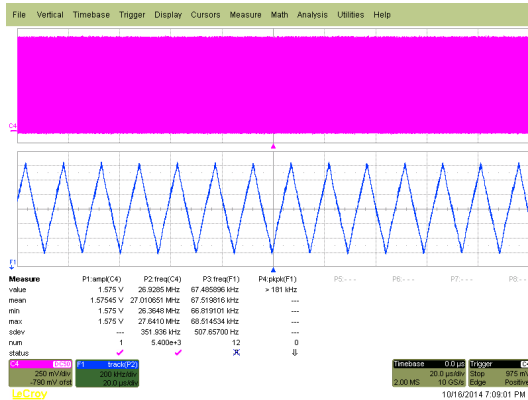 File Vertical Timebase Trigger Display Cursors Measure Math Analysis Utilities Help
C4
F1
Measure P1:ampl(C4) P2:freq(C4) P3:freq(F1) P4:pkpk(F1) P5:--- P6:--- P7:--- P8:---
value 1.575 V 26.9285 MHz 67.485896 kHz > 181 kHz
mean 1.57545 V 27.010651 MHz 67.519816 kHz ---
min 1.575 V 26.3648 MHz 66.819101 kHz ---
max 1.575 V 27.6410 MHz 68.514534 kHz ---
sdev --- 351.936 kHz 507.65700 Hz ---
num 1 5.400e+3 12 0
status
C4 F1 track(P2) Timebase 0.0 µs Trigger
250 mV/div 200 kHz/div 20.0 µs/div Stop 975 mV
-790 mV ofst 20.0 µs/div 2.00 MS 10 GS/s Edge Positive
LeCroy 10/16/2014 7:09:01 PM